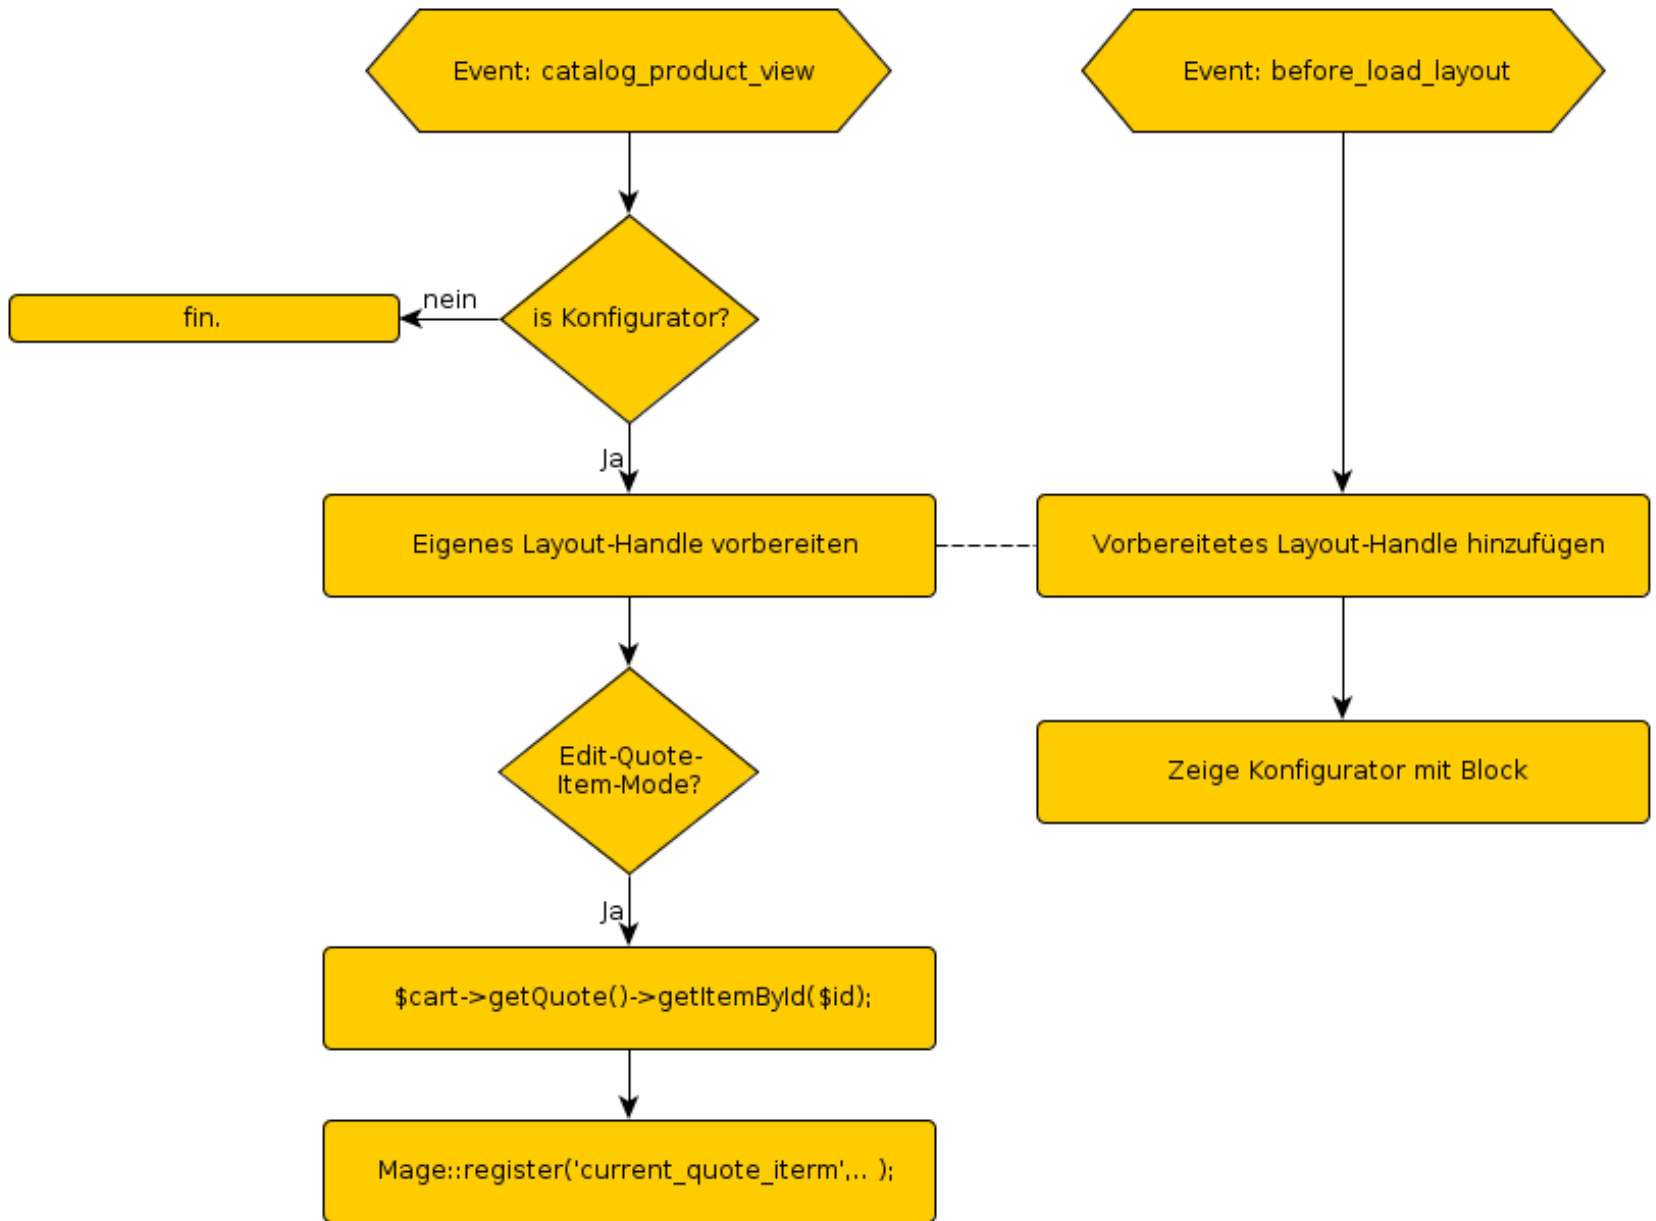 Event: catalog_product_view
Event: before_load_layout
nein
fin.
is Konfigurator?
Ja
Eigenes Layout-Handle vorbereiten
Vorbereitetes Layout-Handle hinzufügen
Edit-Quote-
Item-Mode?
Zeige Konfigurator mit Block
Ja
$cart->getQuote()->getItemById($id);
Mage::register('current_quote_iterm',.. );